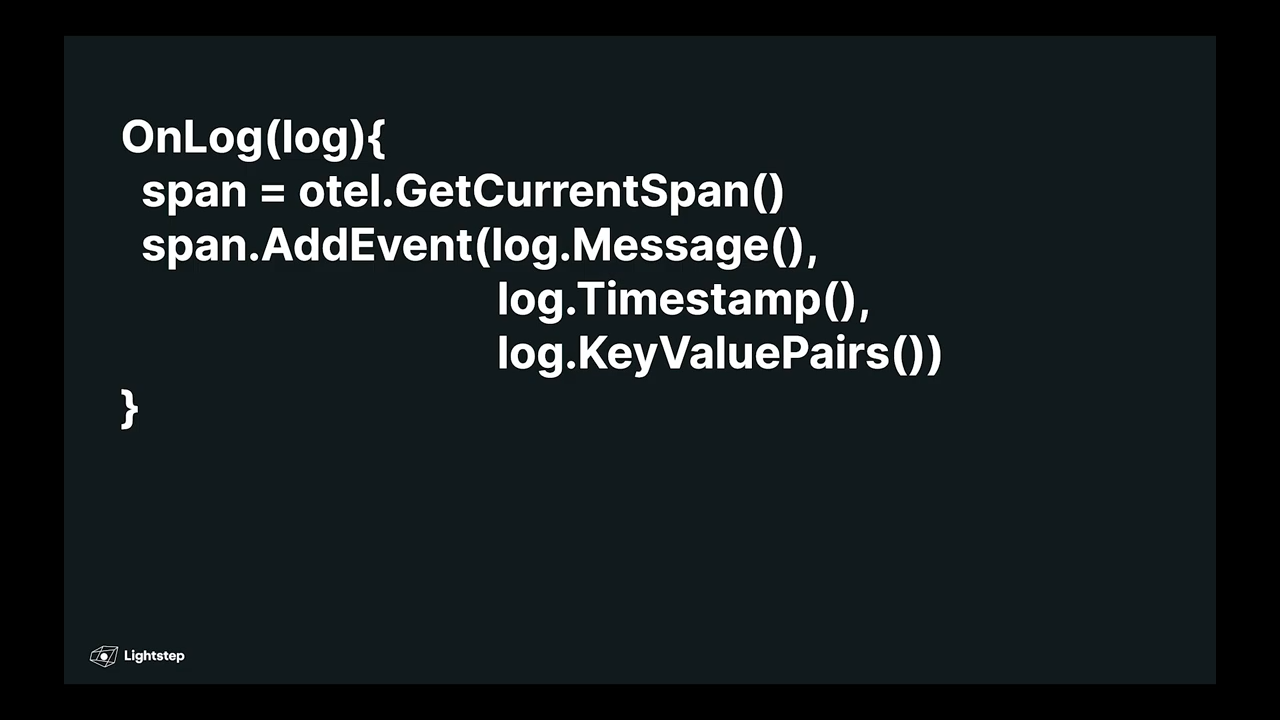 OnLog(log){
span = otel.GetCurrentSpan()
span.AddEvent(log.Message(),
log.Timestamp(),
log.KeyValuePairs())
}
Lightstep